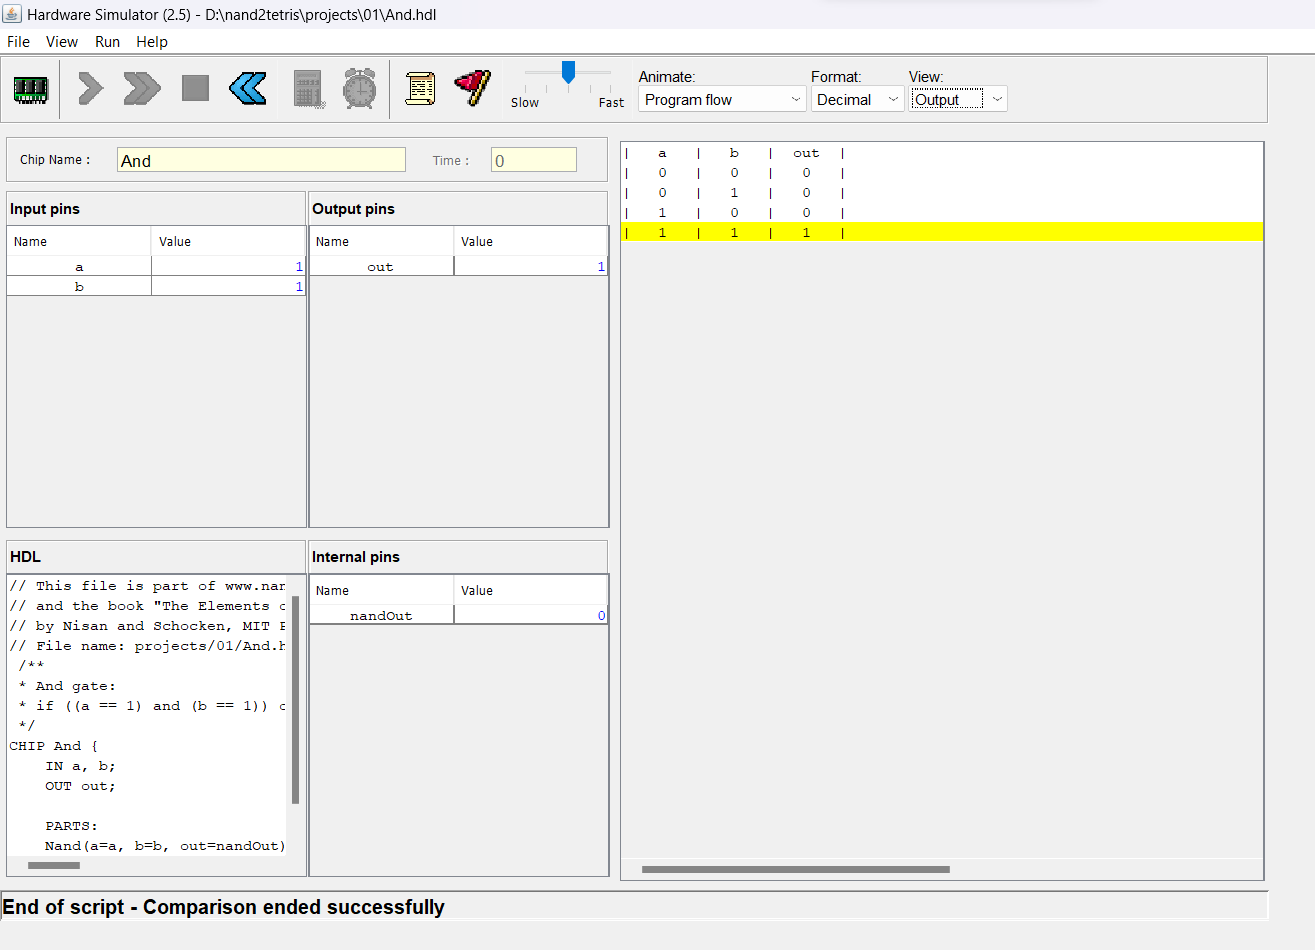 Hardware Simulator (2.5) - D:\nand2tetris\projects\01\And.hdl
File View Run Help
Slow Fast
Animate: Format: View:
Program flow Decimal Output
Chip Name : And Time : 0
Input pins
Name Value
a 1
b 1
Output pins
Name Value
out 1
| a | b | out |
| 0 | 0 | 0 |
| 0 | 1 | 0 |
| 1 | 0 | 0 |
| 1 | 1 | 1 |
HDL
// This file is part of www.nan
// and the book "The Elements
// by Nisan and Schocken, MIT
// File name: projects/01/And.h
/**
* And gate:
* if ((a == 1) and (b == 1))
*/
CHIP And {
IN a, b;
OUT out;
PARTS:
Nand(a=a, b=b, out=nandOut)
Internal pins
Name Value
nandOut 0
End of script - Comparison ended successfully